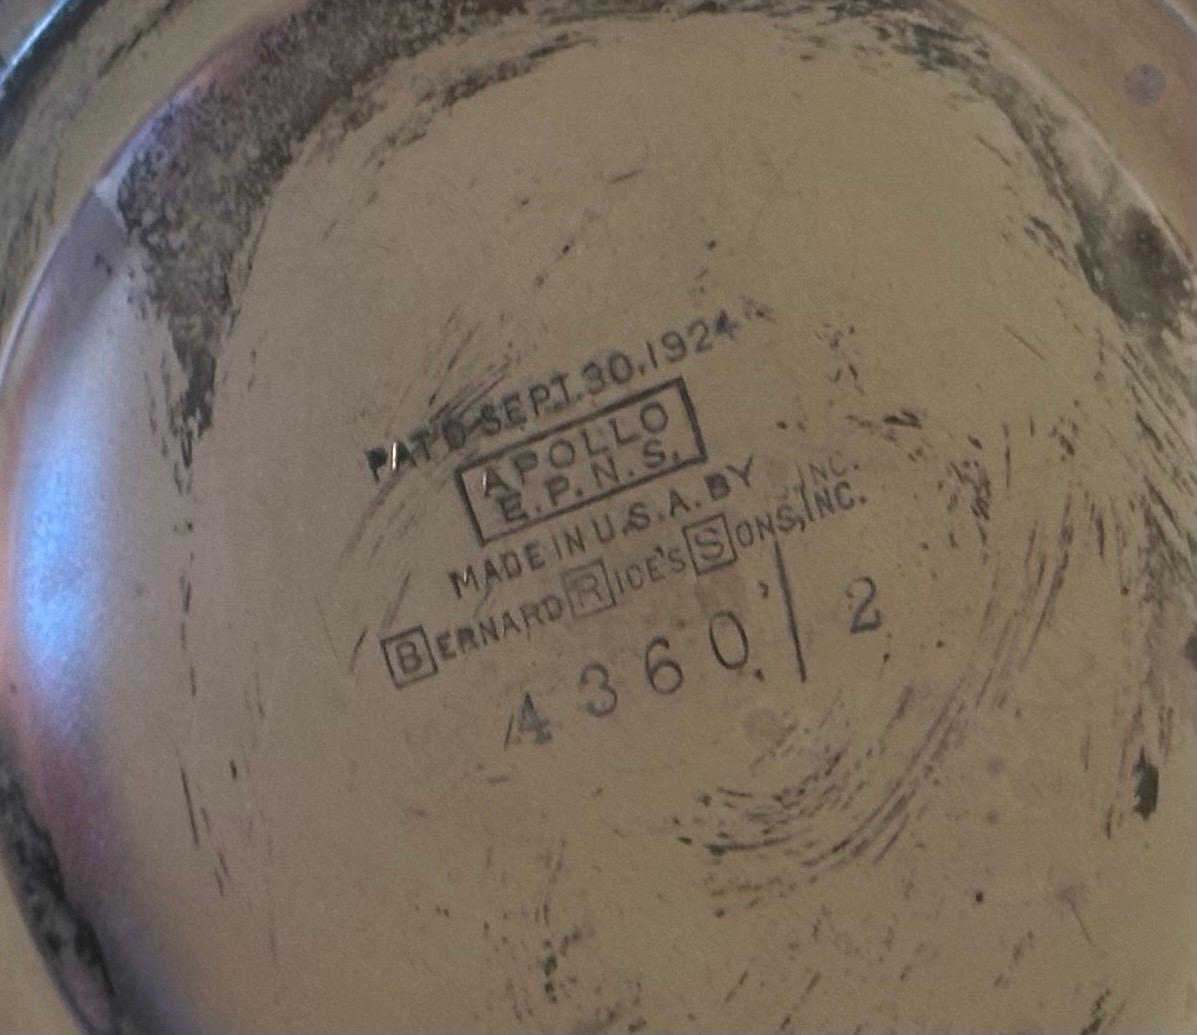 PAT'D SEPT. 30, 1924
APOLLO
E.P.N.S.
MADE IN U.S.A. BY
BERNARD RICE'S SONS, INC.
4360 / 2